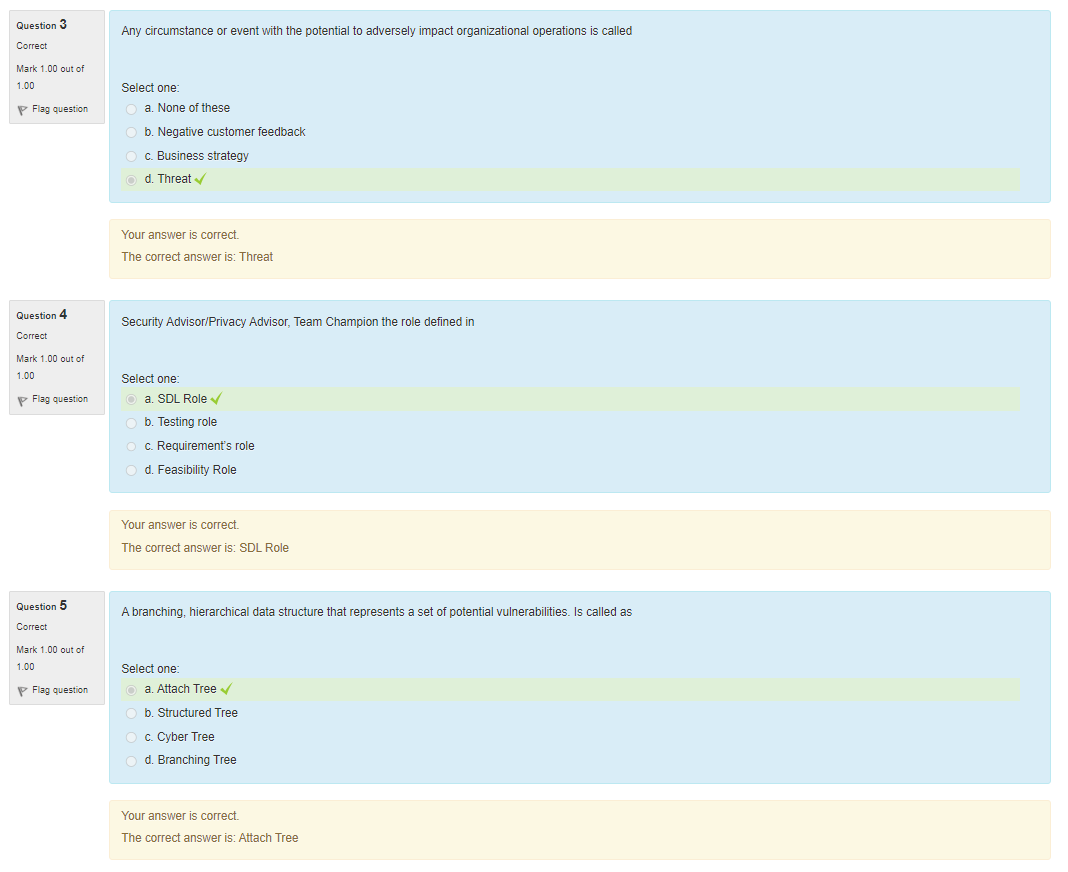 Question 3
Correct
Mark 1.00 out of
1.00
Flag question
Any circumstance or event with the potential to adversely impact organizational operations is called
Select one:
a. None of these
b. Negative customer feedback
c. Business strategy
d. Threat
Your answer is correct.
The correct answer is: Threat
Question 4
Correct
Mark 1.00 out of
1.00
Flag question
Security Advisor/Privacy Advisor, Team Champion the role defined in
Select one:
a. SDL Role
b. Testing role
c. Requirement's role
d. Feasibility Role
Your answer is correct.
The correct answer is: SDL Role
Question 5
Correct
Mark 1.00 out of
1.00
Flag question
A branching, hierarchical data structure that represents a set of potential vulnerabilities. Is called as
Select one:
a. Attach Tree
b. Structured Tree
c. Cyber Tree
d. Branching Tree
Your answer is correct.
The correct answer is: Attach Tree